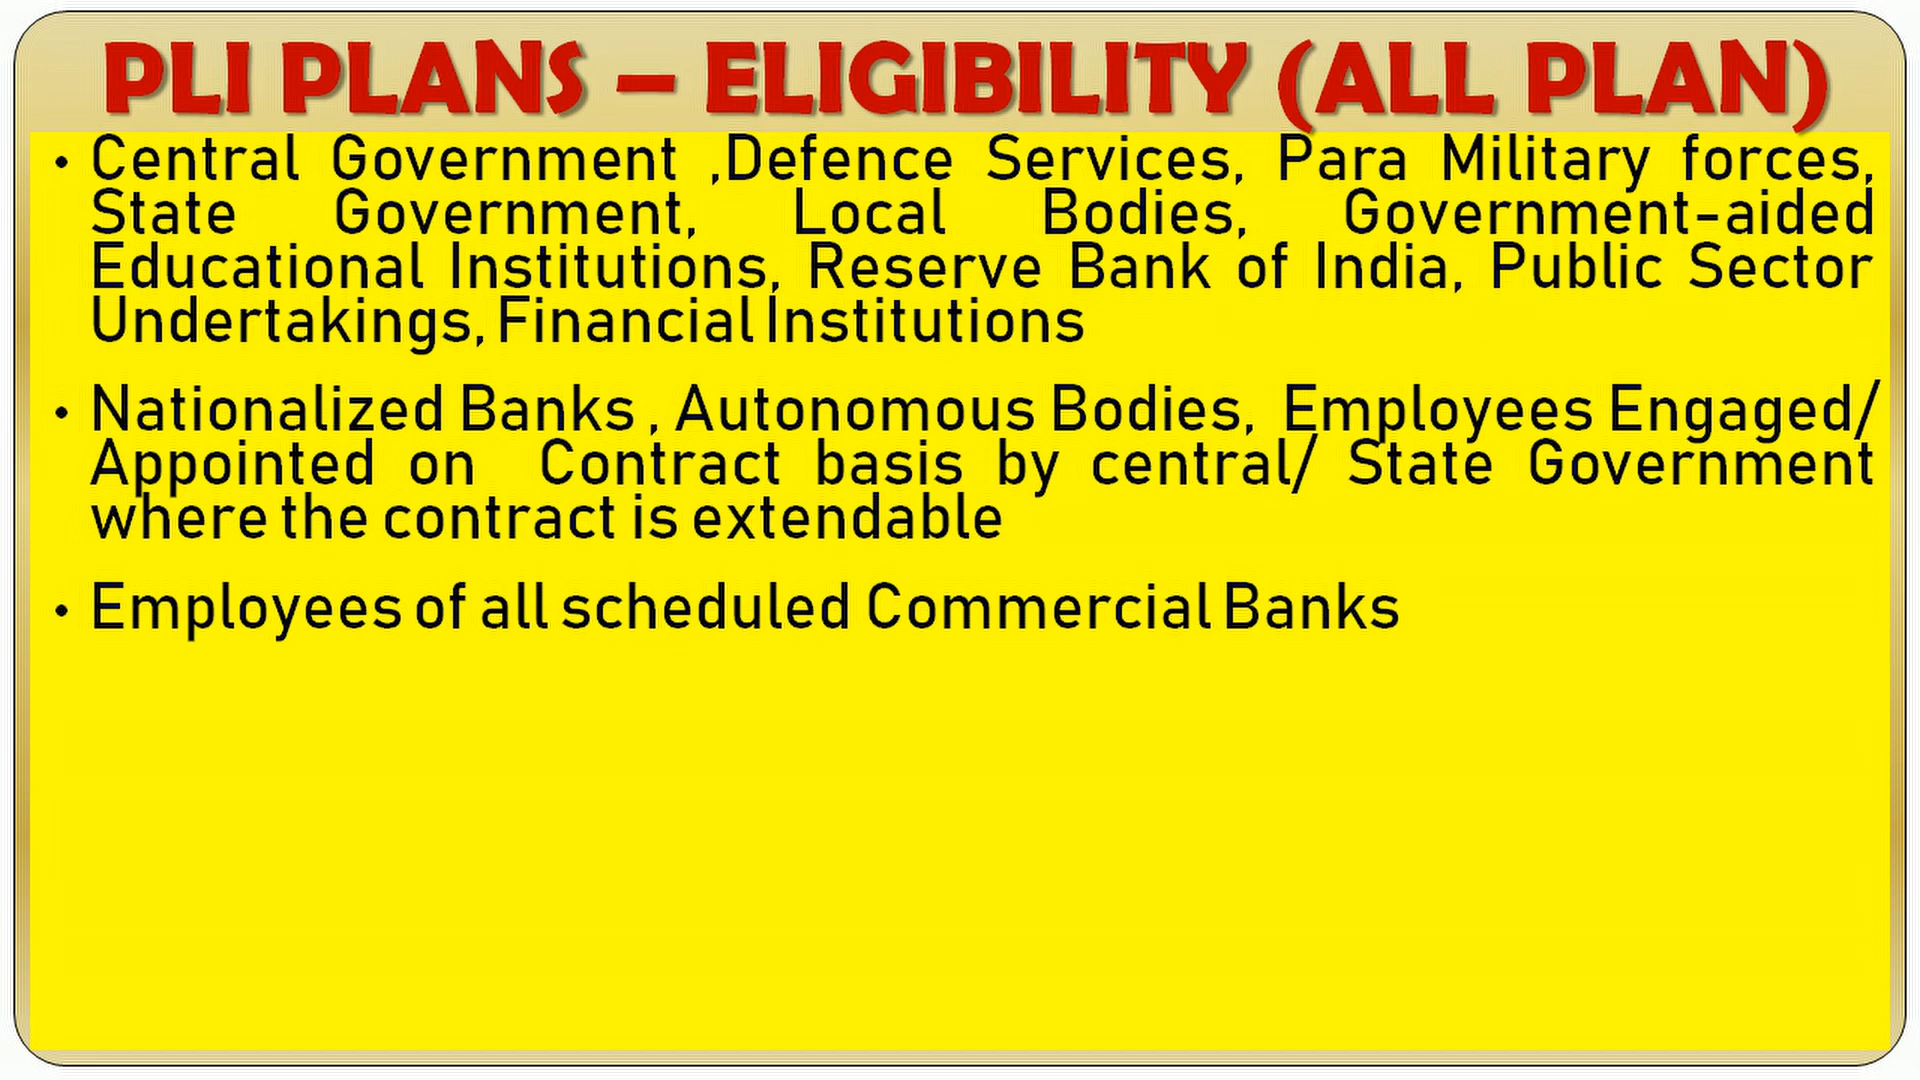 PLI PLANS – ELIGIBILITY (ALL PLAN)
• Central Government ,Defence Services, Para Military forces,
State Government, Local Bodies, Government-aided
Educational Institutions, Reserve Bank of India, Public Sector
Undertakings, Financial Institutions
• Nationalized Banks , Autonomous Bodies, Employees Engaged/
Appointed on Contract basis by central/ State Government
where the contract is extendable
• Employees of all scheduled Commercial Banks